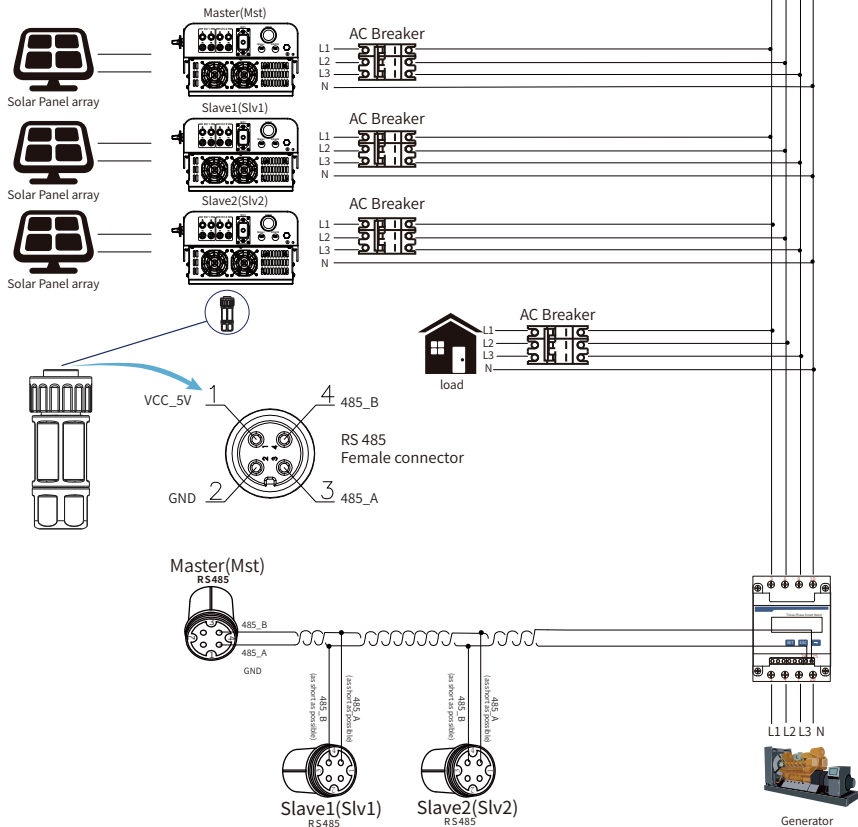 Master(Mst)
AC Breaker
L1
L2
L3
N
Solar Panel array
Slave1(Slv1)
AC Breaker
L1
L2
L3
N
Solar Panel array
Slave2(Slv2)
AC Breaker
L1
L2
L3
N
Solar Panel array
AC Breaker
L1
L2
L3
N
load
VCC_5V
1
4
485_B
1
4
2
3
RS 485
Female connector
GND
2
3
485_A
Master(Mst)
RS485
485_B
485_A
GND
485_B
(as short as possible)
485_A
(as short as possible)
485_B
(as short as possible)
485_A
(as short as possible)
Slave1(Slv1)
RS485
Slave2(Slv2)
RS485
L1 L2 L3 N
Generator